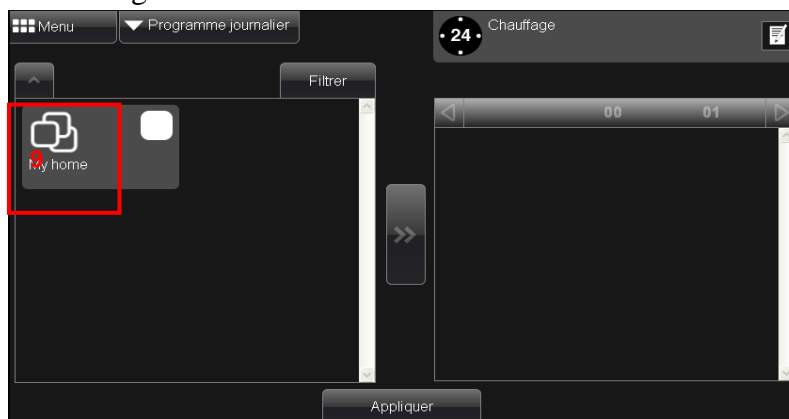 Menu
Programme journalier
24
Chauffage
Filtrer
00 01
My home
Appliquer